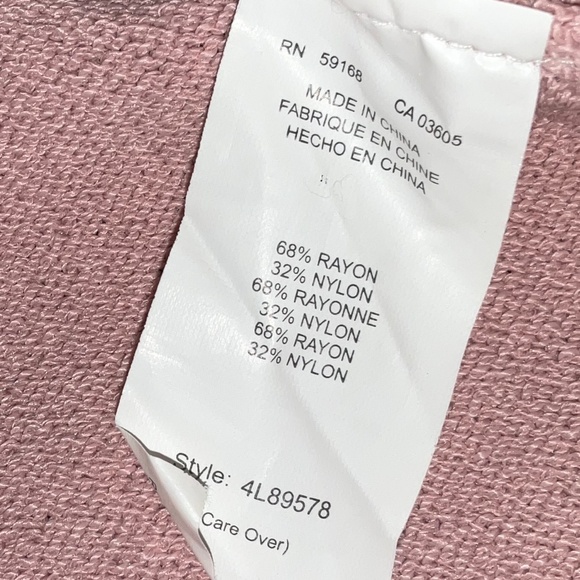 RN 59168 CA 03605
MADE IN CHINA
FABRIQUE EN CHINE
HECHO EN CHINA
68% RAYON
32% NYLON
68% RAYONNE
32% NYLON
68% RAYON
32% NYLON
Style: 4L89578
Care Over)